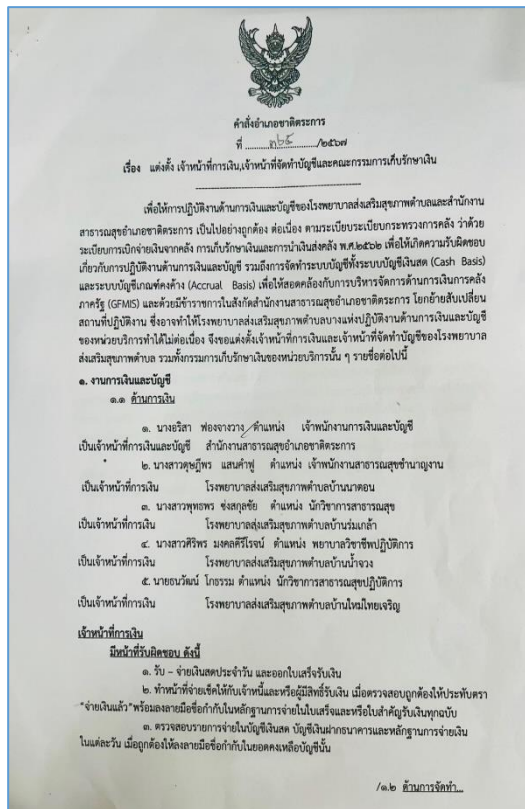 คำสั่งอำเภอชาติตระการ
ที่ ......๓๖๕....../๒๕๖๗
เรื่อง แต่งตั้ง เจ้าหน้าที่การเงิน,เจ้าหน้าที่จัดทำบัญชีและคณะกรรมการเก็บรักษาเงิน
เพื่อให้การปฏิบัติงานด้านการเงินและบัญชีของโรงพยาบาลส่งเสริมสุขภาพตำบลและสำนักงาน
สาธารณสุขอำเภอชาติตระการ เป็นไปอย่างถูกต้อง ต่อเนื่อง ตามระเบียบระเบียบกระทรวงการคลัง ว่าด้วย
ระเบียบการเบิกจ่ายเงินจากคลัง การเก็บรักษาเงินและการนำเงินส่งคลัง พ.ศ.๒๕๖๒ เพื่อให้เกิดความรับผิดชอบ
เกี่ยวกับการปฏิบัติงานด้านการเงินและบัญชี รวมถึงการจัดทำระบบบัญชีทั้งระบบบัญชีเงินสด (Cash Basis)
และระบบบัญชีเกณฑ์คงค้าง (Accrual Basis) เพื่อให้สอดคล้องกับการบริหารจัดการด้านการเงินการคลัง
ภาครัฐ (GFMIS) และด้วยมีข้าราชการในสังกัดสำนักงานสาธารณสุขอำเภอชาติตระการ โยกย้ายสับเปลี่ยน
สถานที่ปฏิบัติงาน ซึ่งอาจทำให้โรงพยาบาลส่งเสริมสุขภาพตำบลบางแห่งปฏิบัติงานด้านการเงินและบัญชี
ของหน่วยบริการทำได้ไม่ต่อเนื่อง จึงขอแต่งตั้งเจ้าหน้าที่การเงินและเจ้าหน้าที่จัดทำบัญชีของโรงพยาบาล
ส่งเสริมสุขภาพตำบล รวมทั้งกรรมการเก็บรักษาเงินของหน่วยบริการนั้น ๆ รายชื่อต่อไปนี้
๑. งานการเงินและบัญชี
๑.๑ ด้านการเงิน
๑. นางอริสา ฟองจางวาง ตำแหน่ง เจ้าพนักงานการเงินและบัญชี
เป็นเจ้าหน้าที่การเงินและบัญชี สำนักงานสาธารณสุขอำเภอชาติตระการ
๒. นางสาวดุษฎีพร แสนคำฟู ตำแหน่ง เจ้าพนักงานสาธารณสุขชำนาญงาน
เป็นเจ้าหน้าที่การเงิน โรงพยาบาลส่งเสริมสุขภาพตำบลบ้านนาตอน
๓. นางสาวพุทธพร ซ่งสกุลชัย ตำแหน่ง นักวิชาการสาธารณสุข
เป็นเจ้าหน้าที่การเงิน โรงพยาบาลส่งเสริมสุขภาพตำบลบ้านร่มเกล้า
๔. นางสาวศิริพร มงคลคีรีโรจน์ ตำแหน่ง พยาบาลวิชาชีพปฏิบัติการ
เป็นเจ้าหน้าที่การเงิน โรงพยาบาลส่งเสริมสุขภาพตำบลบ้านน้ำจวง
๕. นายธนวัฒน์ โกธรรม ตำแหน่ง นักวิชาการสาธารณสุขปฏิบัติการ
เป็นเจ้าหน้าที่การเงิน โรงพยาบาลส่งเสริมสุขภาพตำบลบ้านใหม่ไทยเจริญ
เจ้าหน้าที่การเงิน
มีหน้าที่รับผิดชอบ ดังนี้
๑. รับ – จ่ายเงินสดประจำวัน และออกใบเสร็จรับเงิน
๒. ทำหน้าที่จ่ายเช็คให้กับเจ้าหนี้และหรือผู้มีสิทธิ์รับเงิน เมื่อตรวจสอบถูกต้องให้ประทับตรา
"จ่ายเงินแล้ว"พร้อมลงลายมือชื่อกำกับในหลักฐานการจ่ายในใบเสร็จและหรือใบสำคัญรับเงินทุกฉบับ
๓. ตรวจสอบรายการจ่ายในบัญชีเงินสด บัญชีเงินฝากธนาคารและหลักฐานการจ่ายเงิน
ในแต่ละวัน เมื่อถูกต้องให้ลงลายมือชื่อกำกับในยอดคงเหลือบัญชีนั้น
/๑.๒ ด้านการจัดทำ...